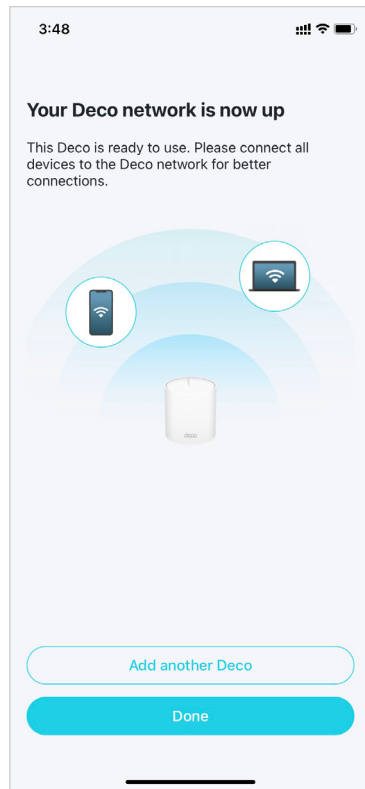 3:48
Your Deco network is now up
This Deco is ready to use. Please connect all
devices to the Deco network for better
connections.
deco
Add another Deco
Done